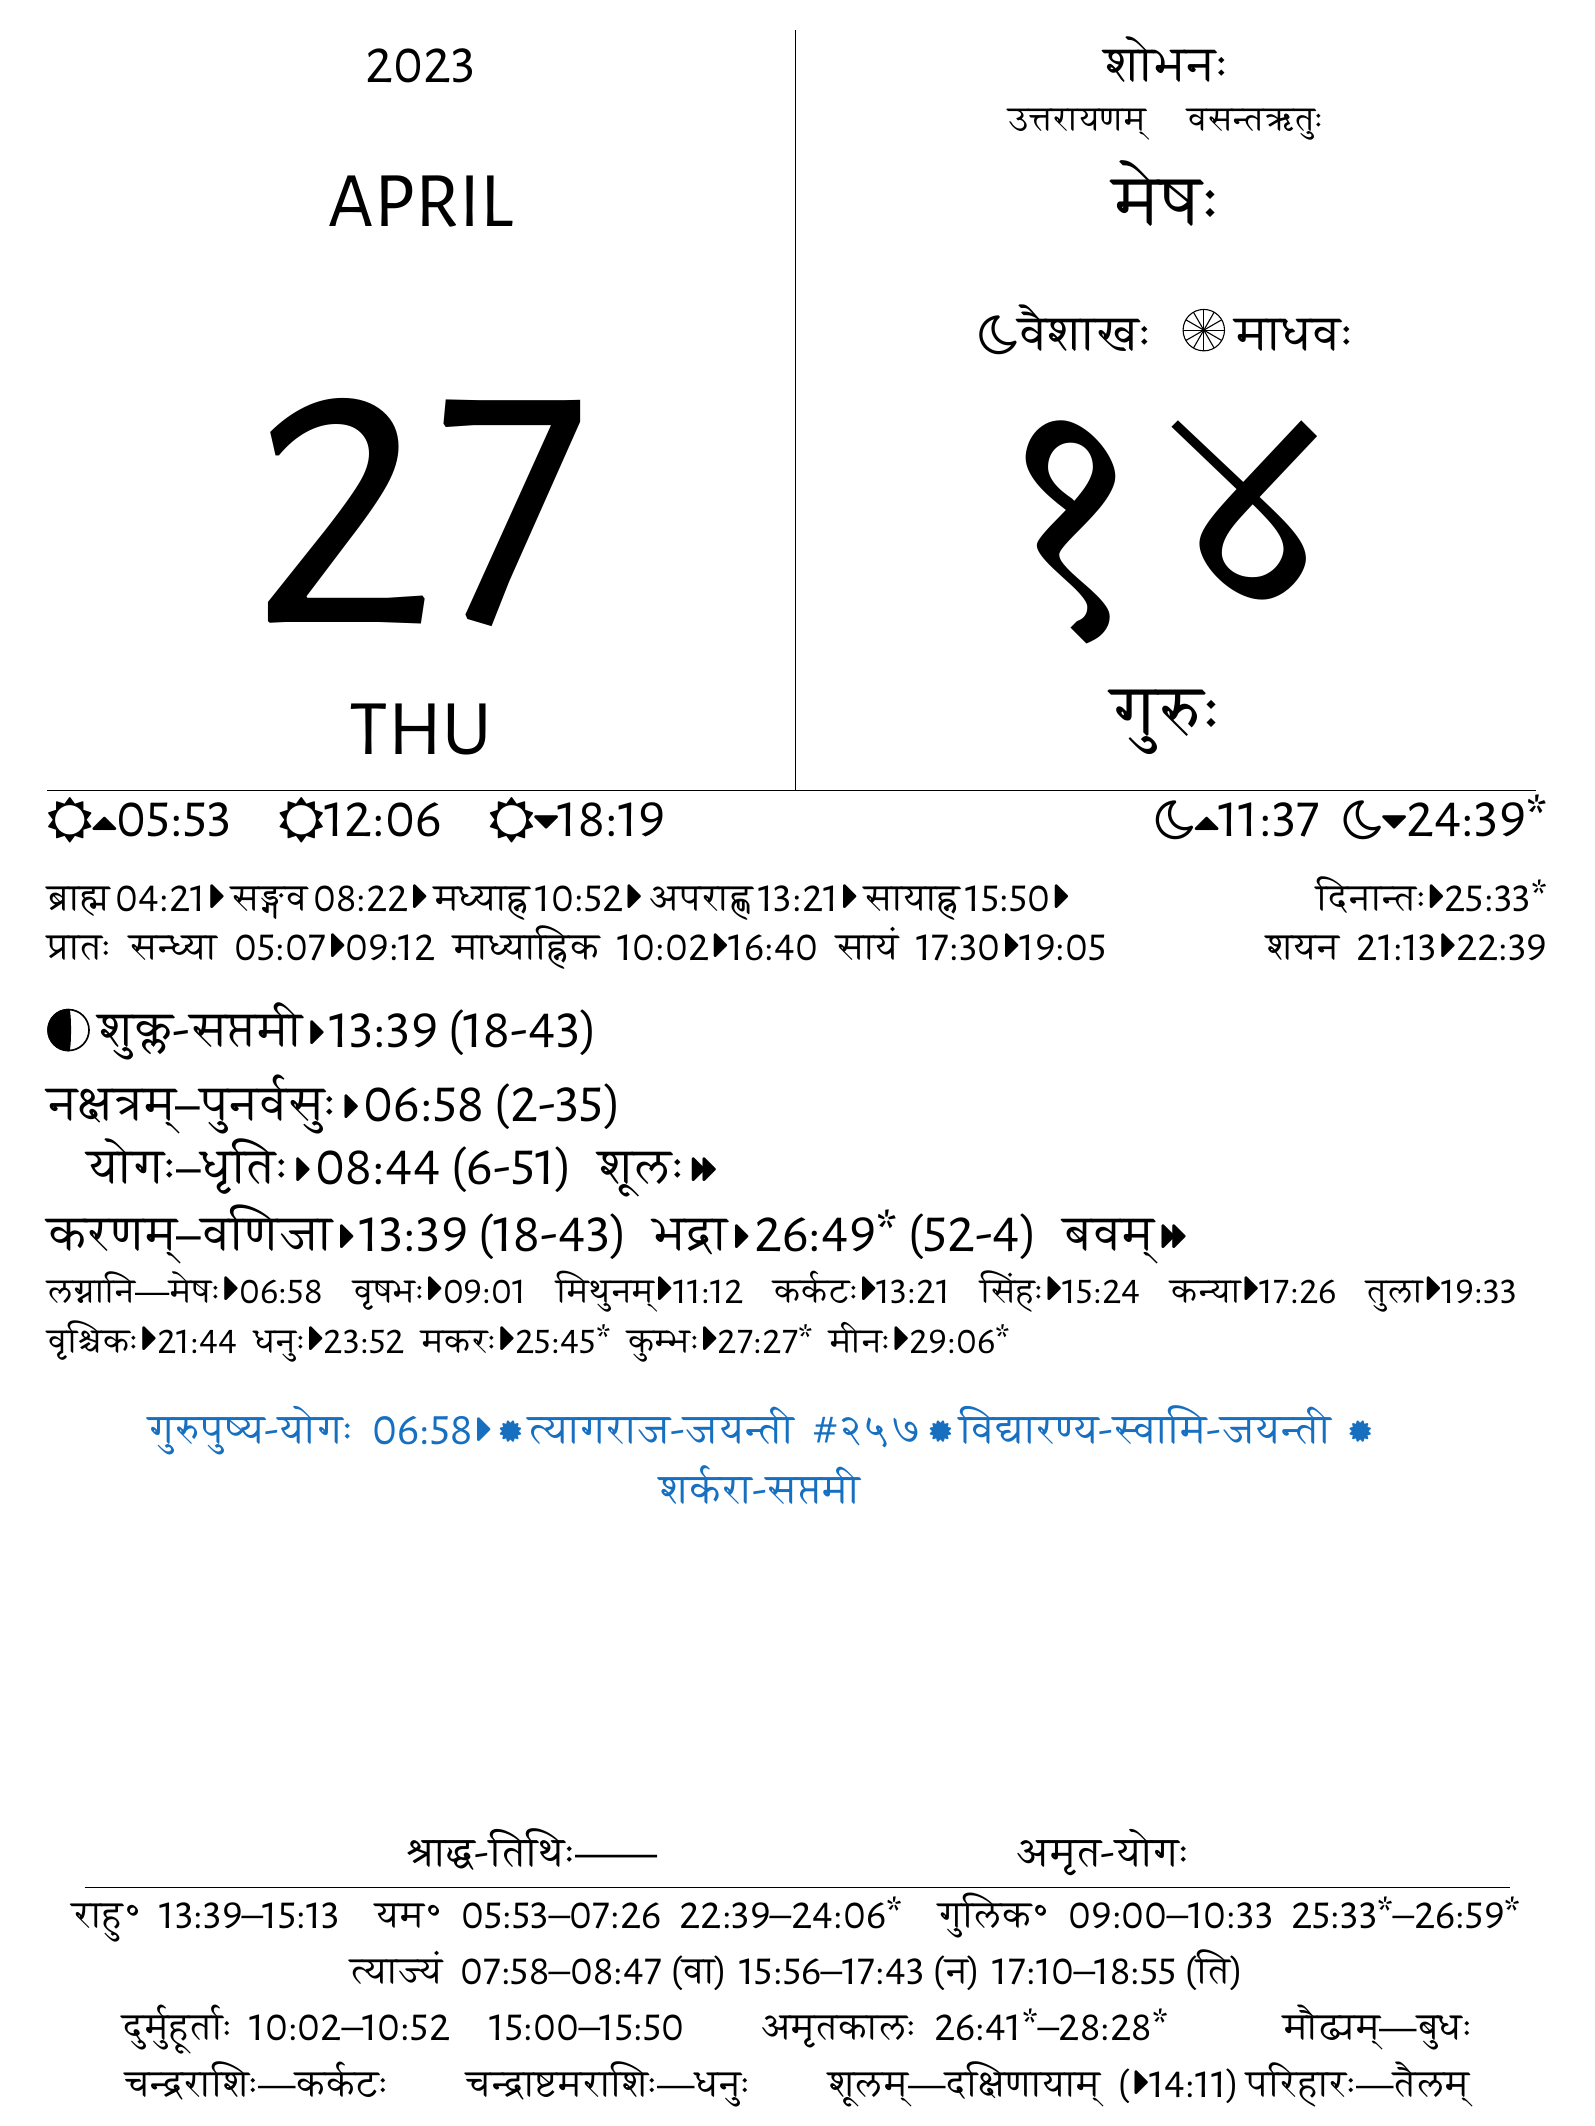 2023
APRIL
27
THU
शोभनः
उत्तरायणम् वसन्तऋतुः
मेषः
वैशाखः माधवः
१४
गुरुः
05:53 12:06 18:19 11:37 24:39*
ब्राह्म 04:21 सङ्गव 08:22 मध्याह्न 10:52 अपराह्ण 13:21 सायाह्न 15:50 दिनान्तः 25:33*
प्रातः सन्ध्या 05:07 09:12 माध्याह्निक 10:02 16:40 सायं 17:30 19:05 शयन 21:13 22:39
शुक्ल-सप्तमी 13:39 (18-43)
नक्षत्रम्–पुनर्वसुः 06:58 (2-35)
योगः–धृतिः 08:44 (6-51) शूलः
करणम्–वणिजा 13:39 (18-43) भद्रा 26:49* (52-4) बवम्
लग्नानि—मेषः 06:58 वृषभः 09:01 मिथुनम् 11:12 कर्कटः 13:21 सिंहः 15:24 कन्या 17:26 तुला 19:33
वृश्चिकः 21:44 धनुः 23:52 मकरः 25:45* कुम्भः 27:27* मीनः 29:06*
गुरुपुष्य-योगः 06:58 त्यागराज-जयन्ती #२५७ विद्यारण्य-स्वामि-जयन्ती
शर्करा-सप्तमी
श्राद्ध-तिथिः—— अमृत-योगः
राहु॰ 13:39–15:13 यम॰ 05:53–07:26 22:39–24:06* गुलिक॰ 09:00–10:33 25:33*–26:59*
त्याज्यं 07:58–08:47 (वा) 15:56–17:43 (न) 17:10–18:55 (ति)
दुर्मुहूर्ताः 10:02–10:52 15:00–15:50 अमृतकालः 26:41*–28:28* मौढ्यम्—बुधः
चन्द्रराशिः—कर्कटः चन्द्राष्टमराशिः—धनुः शूलम्—दक्षिणायाम् (14:11) परिहारः—तैलम्